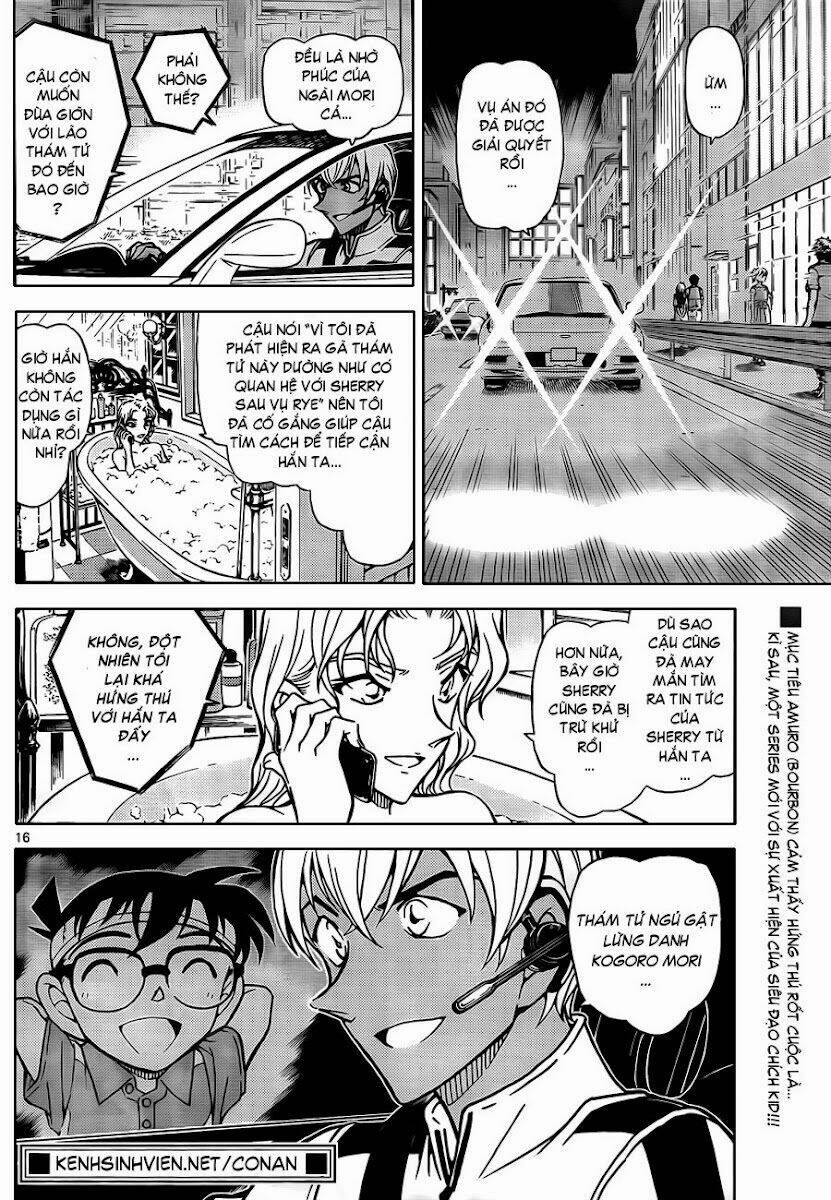 ỪM
...
VỤ ÁN ĐÓ
ĐÃ ĐƯỢC
GIẢI QUYẾT
RỒI
...
ĐỀU LÀ NHỜ
PHÚC CỦA
NGÀI MORI
CẢ...
PHẢI
KHÔNG
THẾ?
CẬU CÒN
MUỐN
ĐÙA GIỠN
VỚI LÃO
THÁM TỬ
ĐÓ ĐẾN
BAO GIỜ
?
CẬU NÓI "VÌ TÔI ĐÃ
PHÁT HIỆN RA GÃ THÁM
TỬ NÀY DƯỜNG NHƯ CÓ
QUAN HỆ VỚI SHERRY
SAU VỤ RYE" NÊN TÔI
ĐÃ CỐ GẮNG GIÚP CẬU
TÌM CÁCH ĐỂ TIẾP CẬN
HẮN TA...
GIỜ HẮN
KHÔNG
CÒN TÁC
DỤNG GÌ
NỮA RỒI
NHỈ?
DÙ SAO
CẬU CŨNG
ĐÃ MAY
MẮN TÌM
RA TIN TỨC
CỦA
SHERRY TỪ
HẮN TA
...
HƠN NỮA,
BÂY GIỜ
SHERRY
CŨNG ĐÃ BỊ
TRỪ KHỬ
RỒI
...
KHÔNG, ĐỘT
NHIÊN TÔI
LẠI KHÁ
HỨNG THÚ
VỚI HẮN TA
ĐẤY
...
16
THÁM TỬ NGỦ GẬT
LỪNG DANH
KOGORO MORI
...
MỤC TIÊU AMURO (BOURBON) CẢM THẤY HỨNG THÚ RỐT CUỘC LÀ...
KÌ SAU, MỘT SERIES MỚI VỚI SỰ XUẤT HIỆN CỦA SIÊU ĐẠO CHÍCH KID!!!
KENHSINHVIEN.NET/CONAN